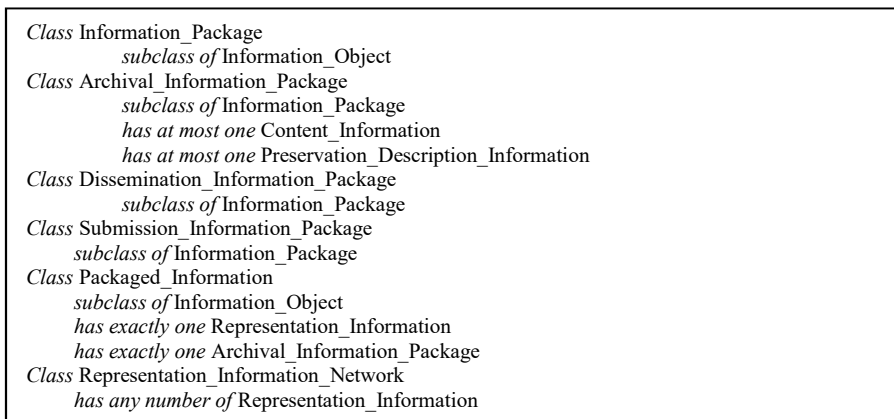 Class Information_Package
subclass of Information_Object
Class Archival_Information_Package
subclass of Information_Package
has at most one Content_Information
has at most one Preservation_Description_Information
Class Dissemination_Information_Package
subclass of Information_Package
Class Submission_Information_Package
subclass of Information_Package
Class Packaged_Information
subclass of Information_Object
has exactly one Representation_Information
has exactly one Archival_Information_Package
Class Representation_Information_Network
has any number of Representation_Information